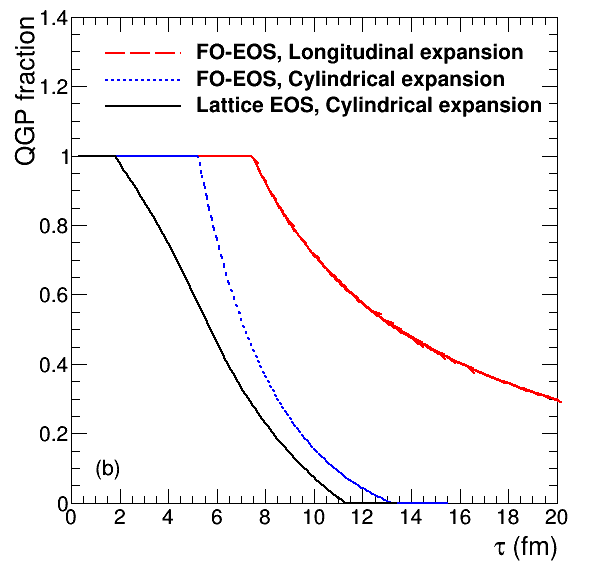 1.4
FO-EOS, Longitudinal expansion
FO-EOS, Cylindrical expansion
Lattice EOS, Cylindrical expansion
QGP fraction
1.2
1
0.8
0.6
0.4
0.2
(b)
0
0 2 4 6 8 10 12 14 16 18 20
τ (fm)